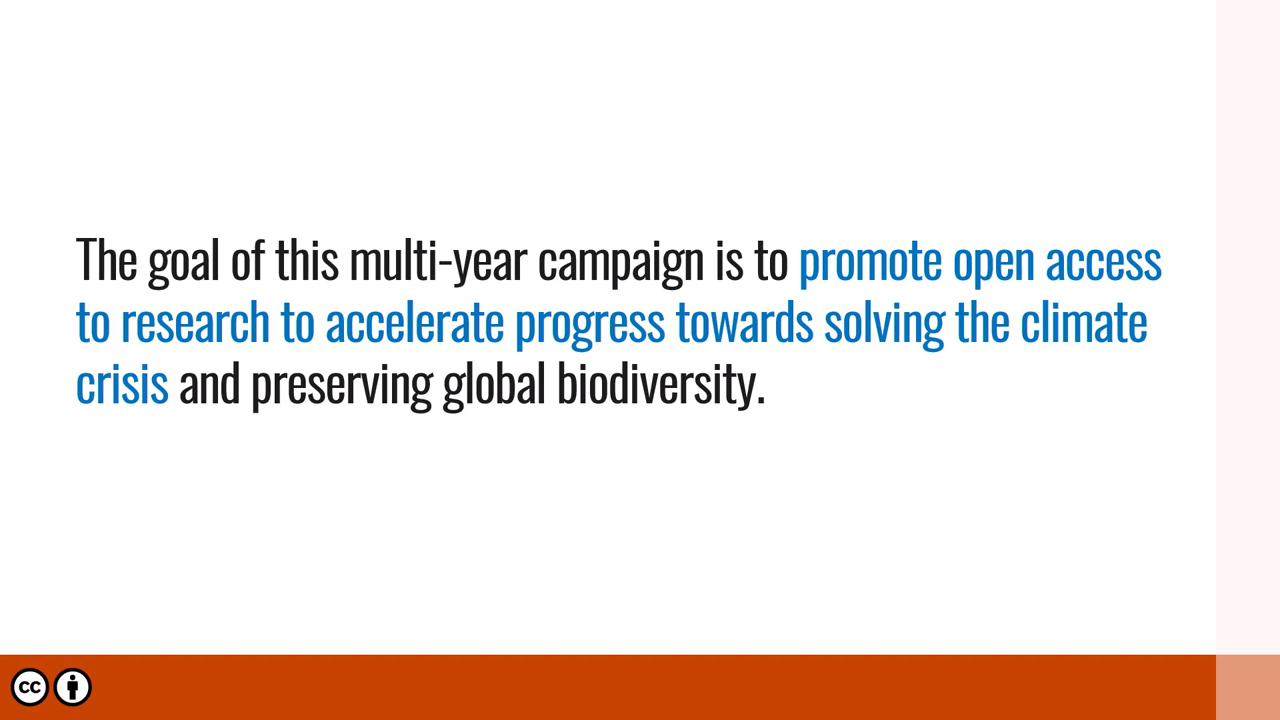 The goal of this multi-year campaign is to promote open access
to research to accelerate progress towards solving the climate
crisis and preserving global biodiversity.
cc